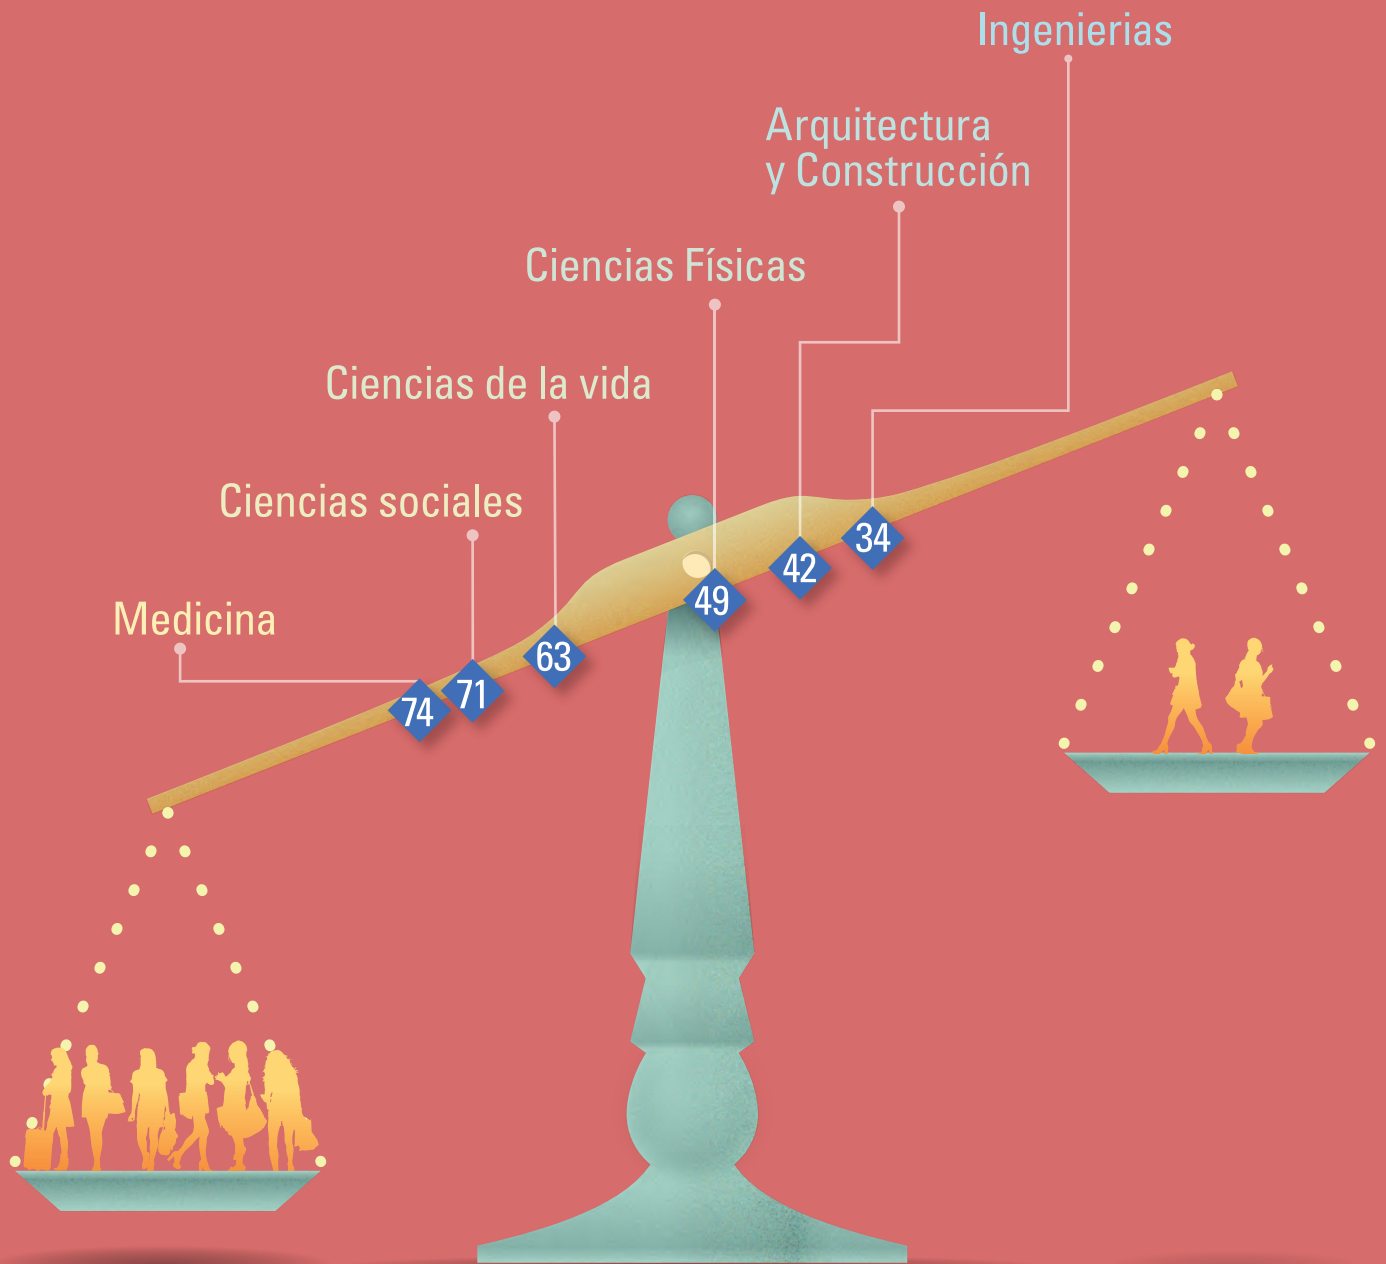 Ingenierias
Arquitectura
y Construcción
Ciencias Físicas
Ciencias de la vida
Ciencias sociales
Medicina
74
71
63
49
42
34